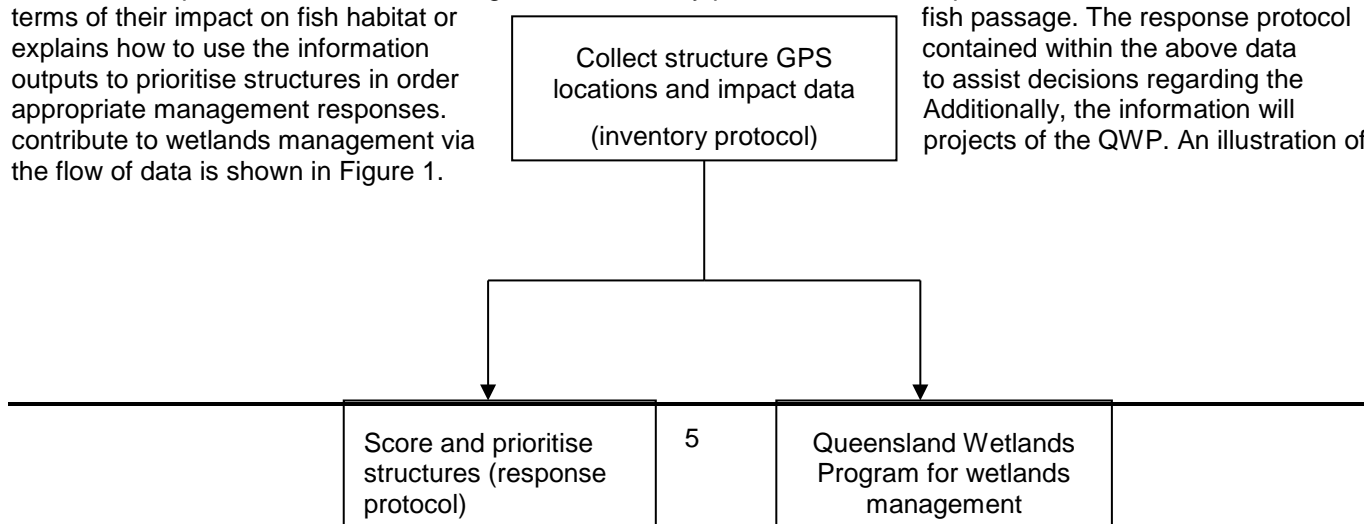 terms of their impact on fish habitat or fish passage. The response protocol
explains how to use the information contained within the above data
outputs to prioritise structures in order to assist decisions regarding the
appropriate management responses. Additionally, the information will
contribute to wetlands management via projects of the QWP. An illustration of
the flow of data is shown in Figure 1.
Collect structure GPS
locations and impact data
(inventory protocol)
Score and prioritise
structures (response
protocol)
5
Queensland Wetlands
Program for wetlands
management